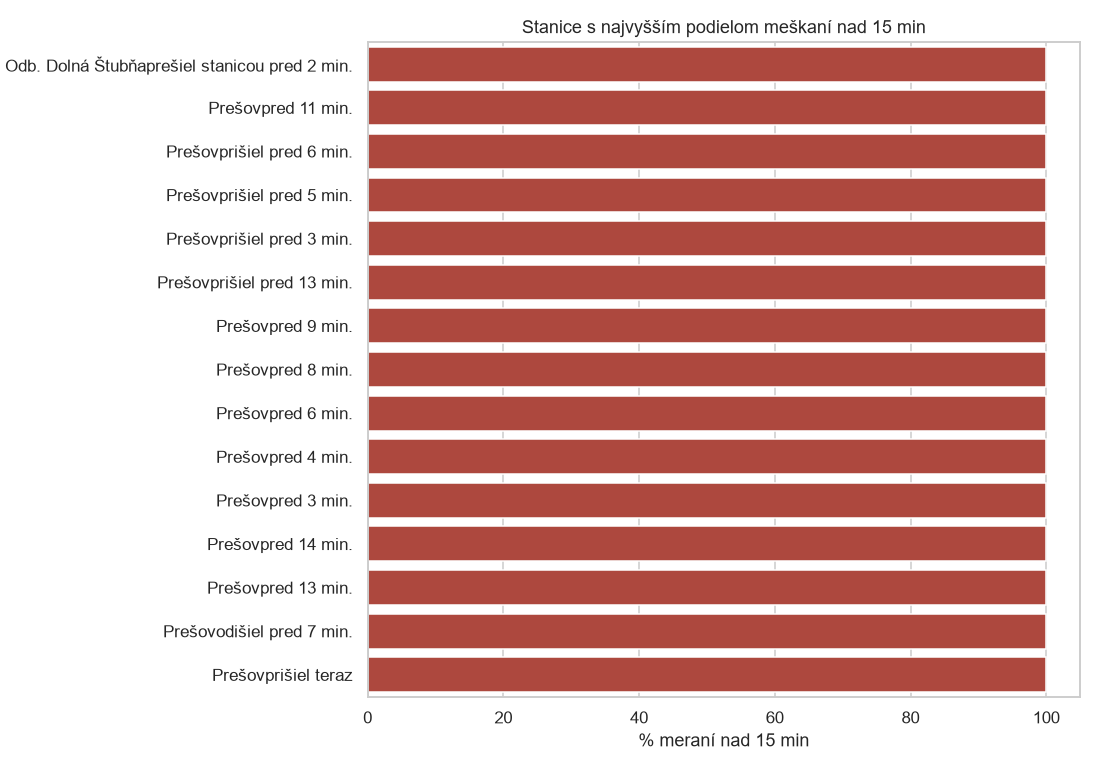 Stanice s najvyšším podielom meškaní nad 15 min
Odb. Dolná Štubňaprešiel stanicou pred 2 min.
Prešovpred 11 min.
Prešovprišiel pred 6 min.
Prešovprišiel pred 5 min.
Prešovprišiel pred 3 min.
Prešovprišiel pred 13 min.
Prešovpred 9 min.
Prešovpred 8 min.
Prešovpred 6 min.
Prešovpred 4 min.
Prešovpred 3 min.
Prešovpred 14 min.
Prešovpred 13 min.
Prešovodišiel pred 7 min.
Prešovprišiel teraz
0 20 40 60 80 100
% meraní nad 15 min